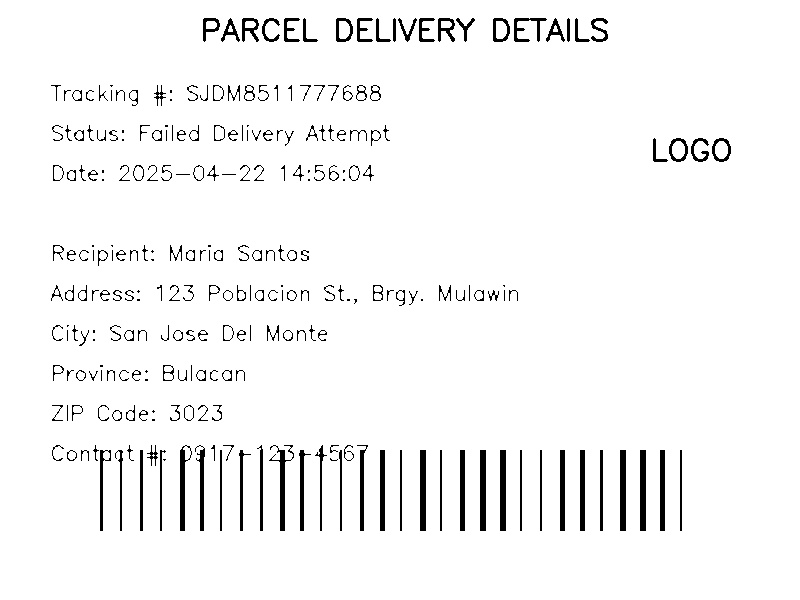 PARCEL DELIVERY DETAILS
Tracking #: SJDM8511777688
Status: Failed Delivery Attempt
LOGO
Date: 2025-04-22 14:56:04
Recipient: Maria Santos
Address: 123 Poblacion St., Brgy. Mulawin
City: San Jose Del Monte
Province: Bulacan
ZIP Code: 3023
Contact #: 0917-123-4567